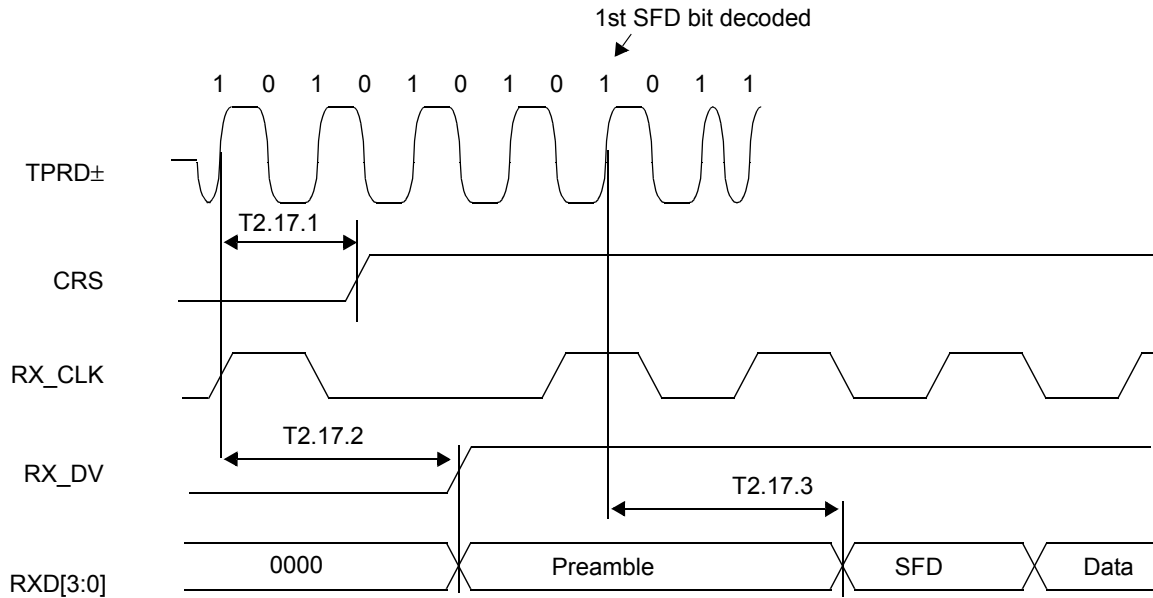 1st SFD bit decoded
1 0 1 0 1 0 1 0 1 0 1 1
TPRD±
T2.17.1
CRS
RX_CLK
T2.17.2
RX_DV
T2.17.3
RXD[3:0]
0000
Preamble
SFD
Data